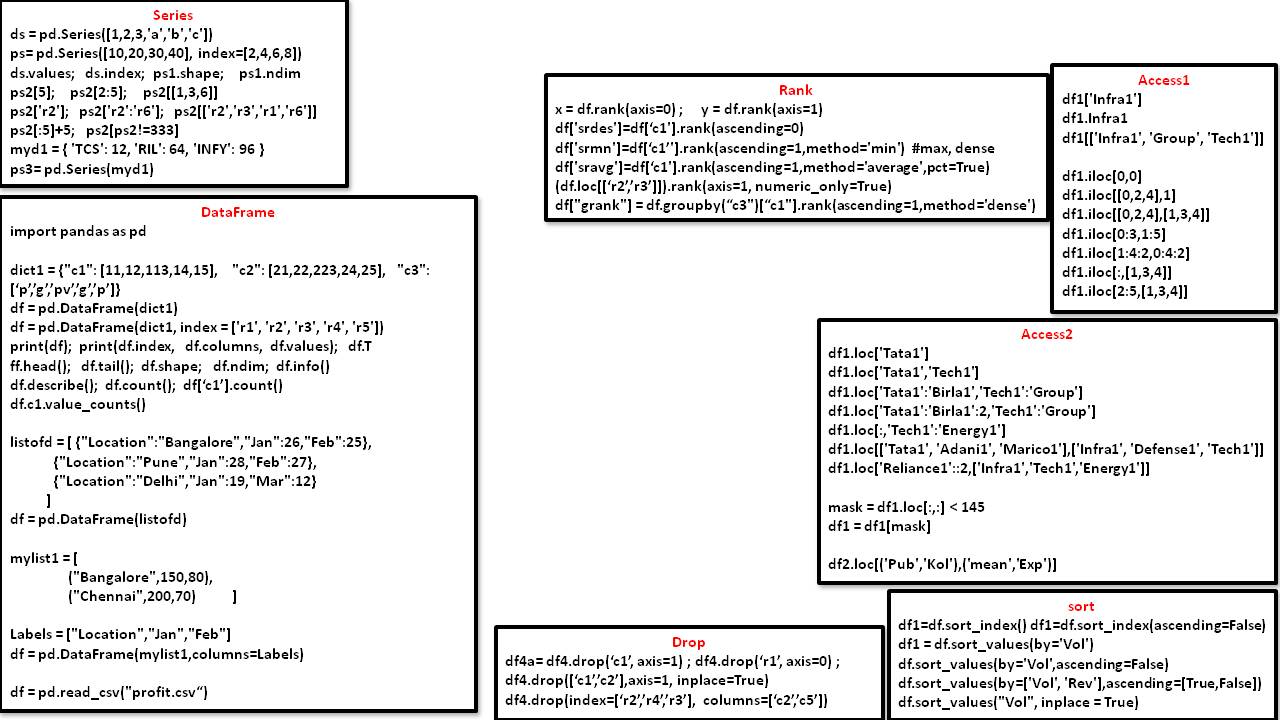 Series
ds = pd.Series([1,2,3,'a','b','c'])
ps= pd.Series([10,20,30,40], index=[2,4,6,8])
ds.values; ds.index; ps1.shape; ps1.ndim
ps2[5]; ps2[2:5]; ps2[[1,3,6]]
ps2['r2']; ps2['r2':'r6']; ps2[['r2','r3','r1','r6']]
ps2[:5]+5; ps2[ps2!=333]
myd1 = { 'TCS': 12, 'RIL': 64, 'INFY': 96 }
ps3= pd.Series(myd1)
DataFrame
import pandas as pd
dict1 = {"c1": [11,12,113,14,15], "c2": [21,22,223,24,25], "c3":
[‘p’,’g’,’pv’,’g’,’p’]}
df = pd.DataFrame(dict1)
df = pd.DataFrame(dict1, index = ['r1', 'r2', 'r3', 'r4', 'r5'])
print(df); print(df.index, df.columns, df.values); df.T
ff.head(); df.tail(); df.shape; df.ndim; df.info()
df.describe(); df.count(); df[‘c1’].count()
df.c1.value_counts()
listofd = [ {"Location":"Bangalore","Jan":26,"Feb":25},
{"Location":"Pune","Jan":28,"Feb":27},
{"Location":"Delhi","Jan":19,"Mar":12}
]
df = pd.DataFrame(listofd)
mylist1 = [
("Bangalore",150,80),
("Chennai",200,70) ]
Labels = ["Location","Jan","Feb"]
df = pd.DataFrame(mylist1,columns=Labels)
df = pd.read_csv("profit.csv“)
Rank
x = df.rank(axis=0) ; y = df.rank(axis=1)
df['srdes']=df[‘c1'].rank(ascending=0)
df['srmn']=df[‘c1’'].rank(ascending=1,method='min') #max, dense
df['sravg']=df[‘c1'].rank(ascending=1,method='average',pct=True)
(df.loc[[‘r2’,’r3’]]).rank(axis=1, numeric_only=True)
df["grank"] = df.groupby(“c3")[“c1"].rank(ascending=1,method='dense')
Access1
df1['Infra1']
df1.Infra1
df1[['Infra1', 'Group', 'Tech1']]
df1.iloc[0,0]
df1.iloc[[0,2,4],1]
df1.iloc[[0,2,4],[1,3,4]]
df1.iloc[0:3,1:5]
df1.iloc[1:4:2,0:4:2]
df1.iloc[:,[1,3,4]]
df1.iloc[2:5,[1,3,4]]
Access2
df1.loc['Tata1']
df1.loc['Tata1','Tech1']
df1.loc['Tata1':'Birla1','Tech1':'Group']
df1.loc['Tata1':'Birla1':2,'Tech1':'Group']
df1.loc[:,'Tech1':'Energy1']
df1.loc[['Tata1', 'Adani1', 'Marico1'],['Infra1', 'Defense1', 'Tech1']]
df1.loc['Reliance1'::2,['Infra1','Tech1','Energy1']]
mask = df1.loc[:,:] < 145
df1 = df1[mask]
df2.loc[('Pub','Kol'),('mean','Exp')]
Drop
df4a= df4.drop(‘c1’, axis=1) ; df4.drop(‘r1’, axis=0) ;
df4.drop([‘c1’,’c2’],axis=1, inplace=True)
df4.drop(index=[‘r2’,’r4’,’r3’], columns=[‘c2’,’c5’])
sort
df1=df.sort_index() df1=df.sort_index(ascending=False)
df1 = df.sort_values(by='Vol')
df.sort_values(by='Vol',ascending=False)
df.sort_values(by=['Vol', 'Rev'],ascending=[True,False])
df.sort_values("Vol", inplace = True)